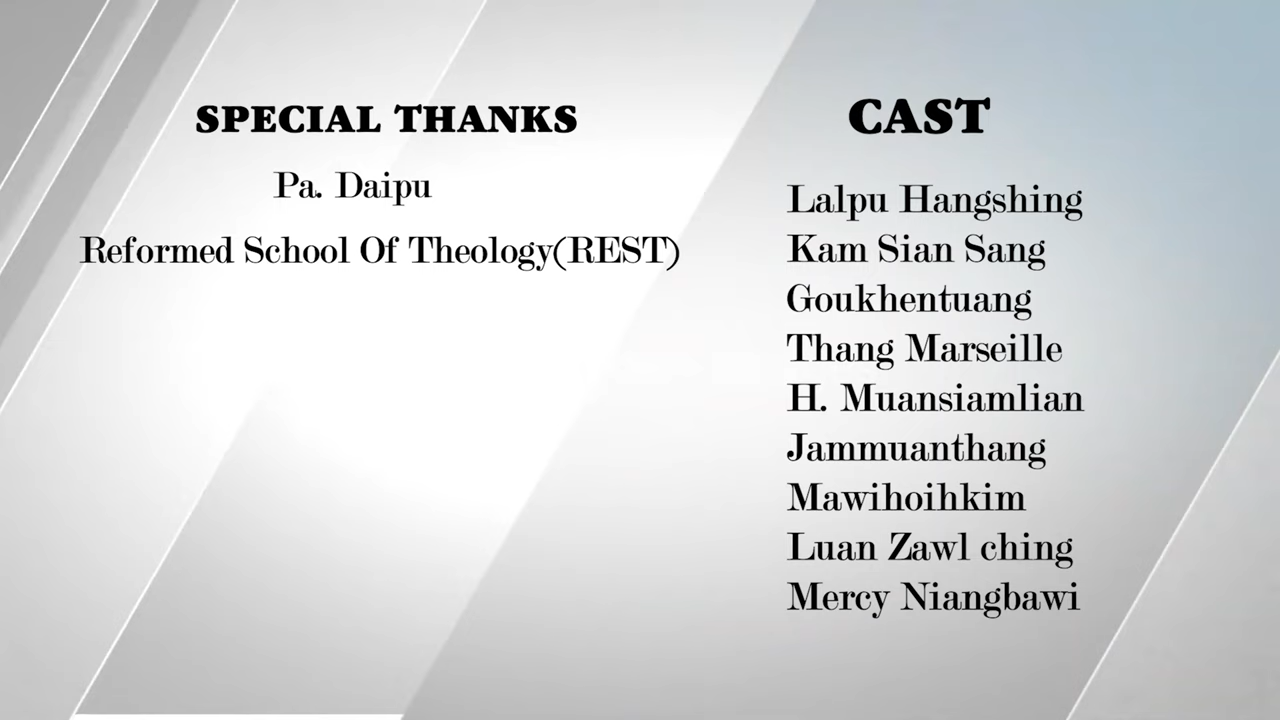 SPECIAL THANKS
Pa. Daipu
Reformed School Of Theology(REST)
CAST
Lalpu Hangshing
Kam Sian Sang
Goukhentuang
Thang Marseille
H. Muansiamlian
Jammuanthang
Mawihoihkim
Luan Zawl ching
Mercy Niangbawi